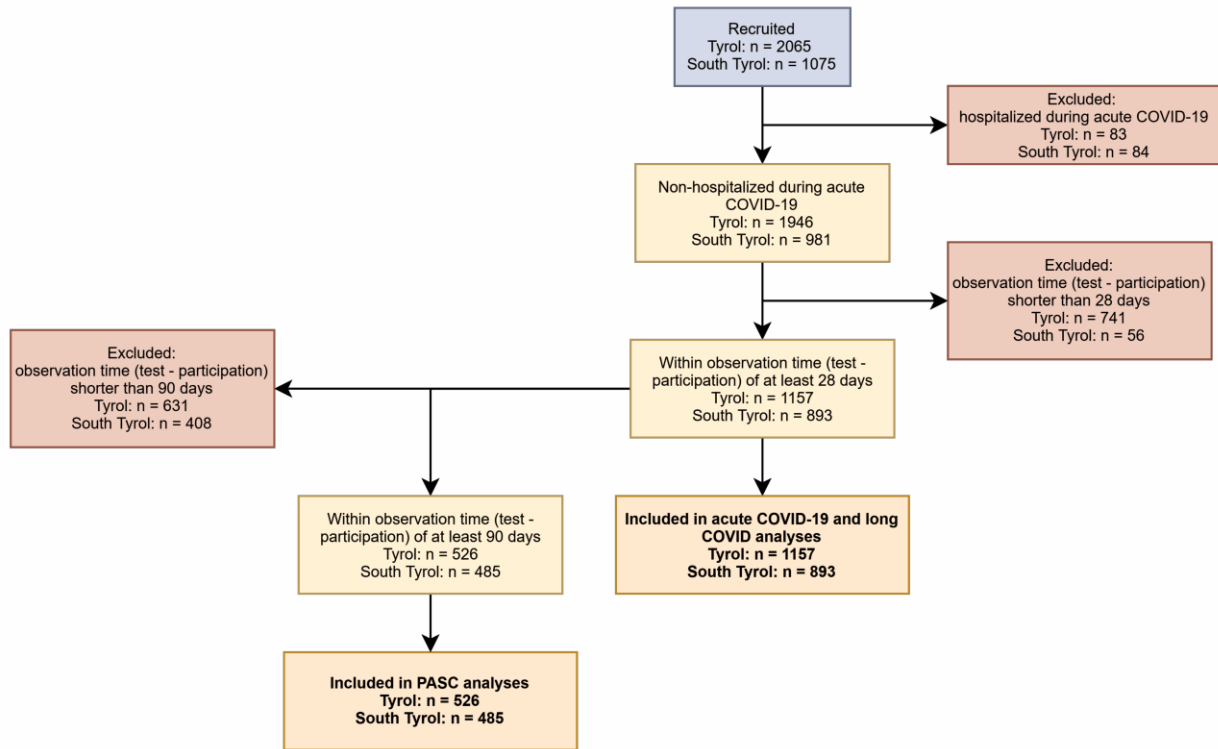 Recruited
Tyrol: n = 2065
South Tyrol: n = 1075
Excluded:
hospitalized during acute COVID-19
Tyrol: n = 83
South Tyrol: n = 84
Non-hospitalized during acute
COVID-19
Tyrol: n = 1946
South Tyrol: n = 981
Excluded:
observation time (test - participation)
shorter than 28 days
Tyrol: n = 741
South Tyrol: n = 56
Excluded:
observation time (test - participation)
shorter than 90 days
Tyrol: n = 631
South Tyrol: n = 408
Within observation time (test -
participation) of at least 28 days
Tyrol: n = 1157
South Tyrol: n = 893
Within observation time (test -
participation) of at least 90 days
Tyrol: n = 526
South Tyrol: n = 485
Included in acute COVID-19 and long
COVID analyses
Tyrol: n = 1157
South Tyrol: n = 893
Included in PASC analyses
Tyrol: n = 526
South Tyrol: n = 485